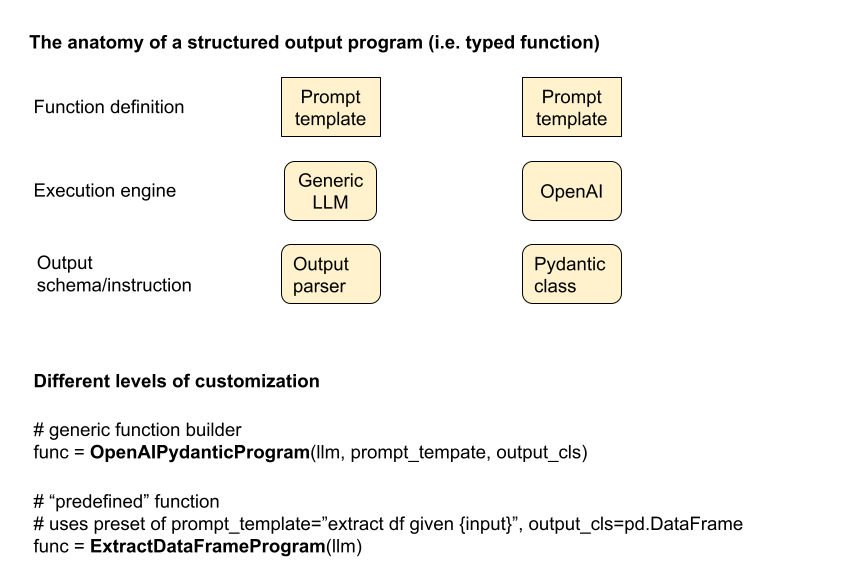 The anatomy of a structured output program (i.e. typed function)
Function definition
Prompt
template
Prompt
template
Execution engine
Generic
LLM
OpenAI
Output
schema/instruction
Output
parser
Pydantic
class
Different levels of customization
# generic function builder
func = OpenAIPydanticProgram(llm, prompt_tempate, output_cls)
# “predefined” function
# uses preset of prompt_template=”extract df given {input}”, output_cls=pd.DataFrame
func = ExtractDataFrameProgram(llm)